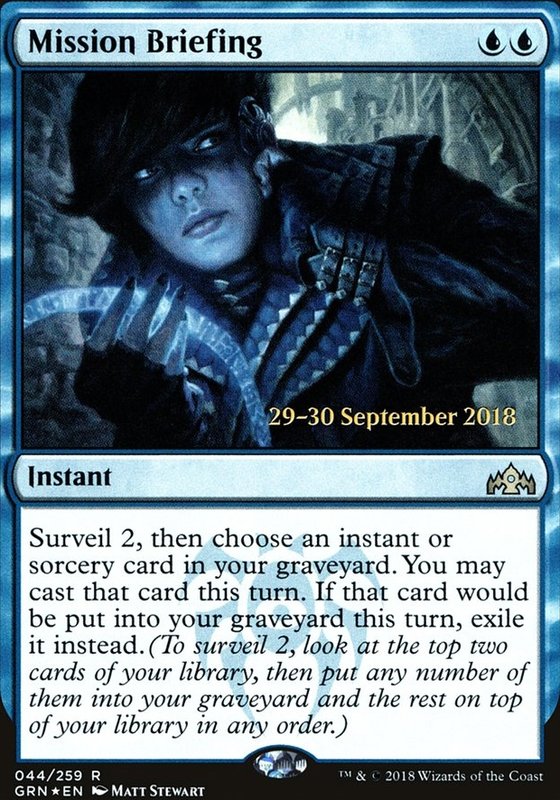 Mission Briefing
29–30 September 2018
Instant
Surveil 2, then choose an instant or
sorcery card in your graveyard. You may
cast that card this turn. If that card would
be put into your graveyard this turn, exile
it instead.(To surveil 2, look at the top two
cards of your library, then put any number of
them into your graveyard and the rest on top
of your library in any order.)
044/259 R
GRN★EN Matt Stewart
™ & © 2018 Wizards of the Coast